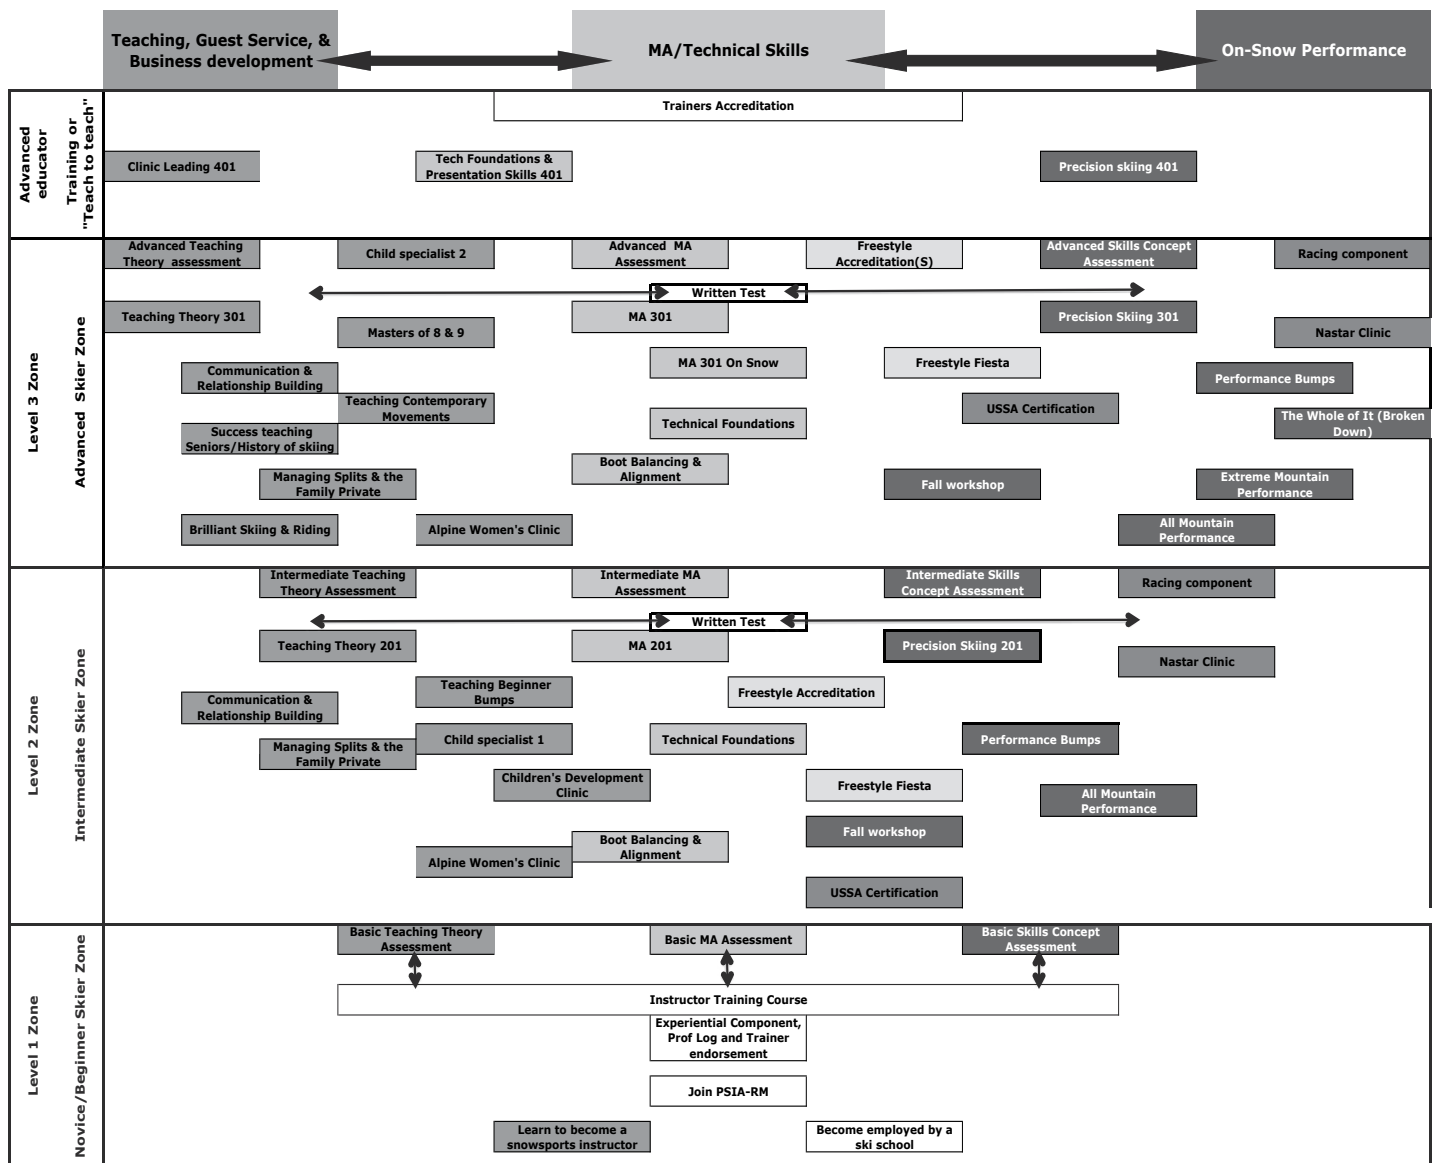 Teaching, Guest Service, &
Business development
MA/Technical Skills
On-Snow Performance
Advanced
educator
Training or
"Teach to teach"
Trainers Accreditation
Clinic Leading 401
Tech Foundations &
Presentation Skills 401
Precision skiing 401
Level 3 Zone
Advanced Skier Zone
Advanced Teaching
Theory assessment
Child specialist 2
Advanced MA
Assessment
Freestyle
Accreditation(S)
Advanced Skills Concept
Assessment
Racing component
Written Test
Teaching Theory 301
Masters of 8 & 9
MA 301
Precision Skiing 301
Nastar Clinic
Communication &
Relationship Building
MA 301 On Snow
Freestyle Fiesta
Performance Bumps
Teaching Contemporary
Movements
USSA Certification
Success teaching
Seniors/History of skiing
Technical Foundations
The Whole of It (Broken
Down)
Managing Splits & the
Family Private
Boot Balancing &
Alignment
Fall workshop
Extreme Mountain
Performance
Brilliant Skiing & Riding
Alpine Women's Clinic
All Mountain
Performance
Level 2 Zone
Intermediate Skier Zone
Intermediate Teaching
Theory Assessment
Intermediate MA
Assessment
Intermediate Skills
Concept Assessment
Racing component
Written Test
Teaching Theory 201
MA 201
Precision Skiing 201
Nastar Clinic
Communication &
Relationship Building
Teaching Beginner
Bumps
Freestyle Accreditation
Managing Splits & the
Family Private
Child specialist 1
Technical Foundations
Performance Bumps
Children's Development
Clinic
Freestyle Fiesta
All Mountain
Performance
Boot Balancing &
Alignment
Fall workshop
Alpine Women's Clinic
USSA Certification
Level 1 Zone
Novice/Beginner Skier Zone
Basic Teaching Theory
Assessment
Basic MA Assessment
Basic Skills Concept
Assessment
Instructor Training Course
Experiential Component,
Prof Log and Trainer
endorsement
Join PSIA-RM
Learn to become a
snowsports instructor
Become employed by a
ski school